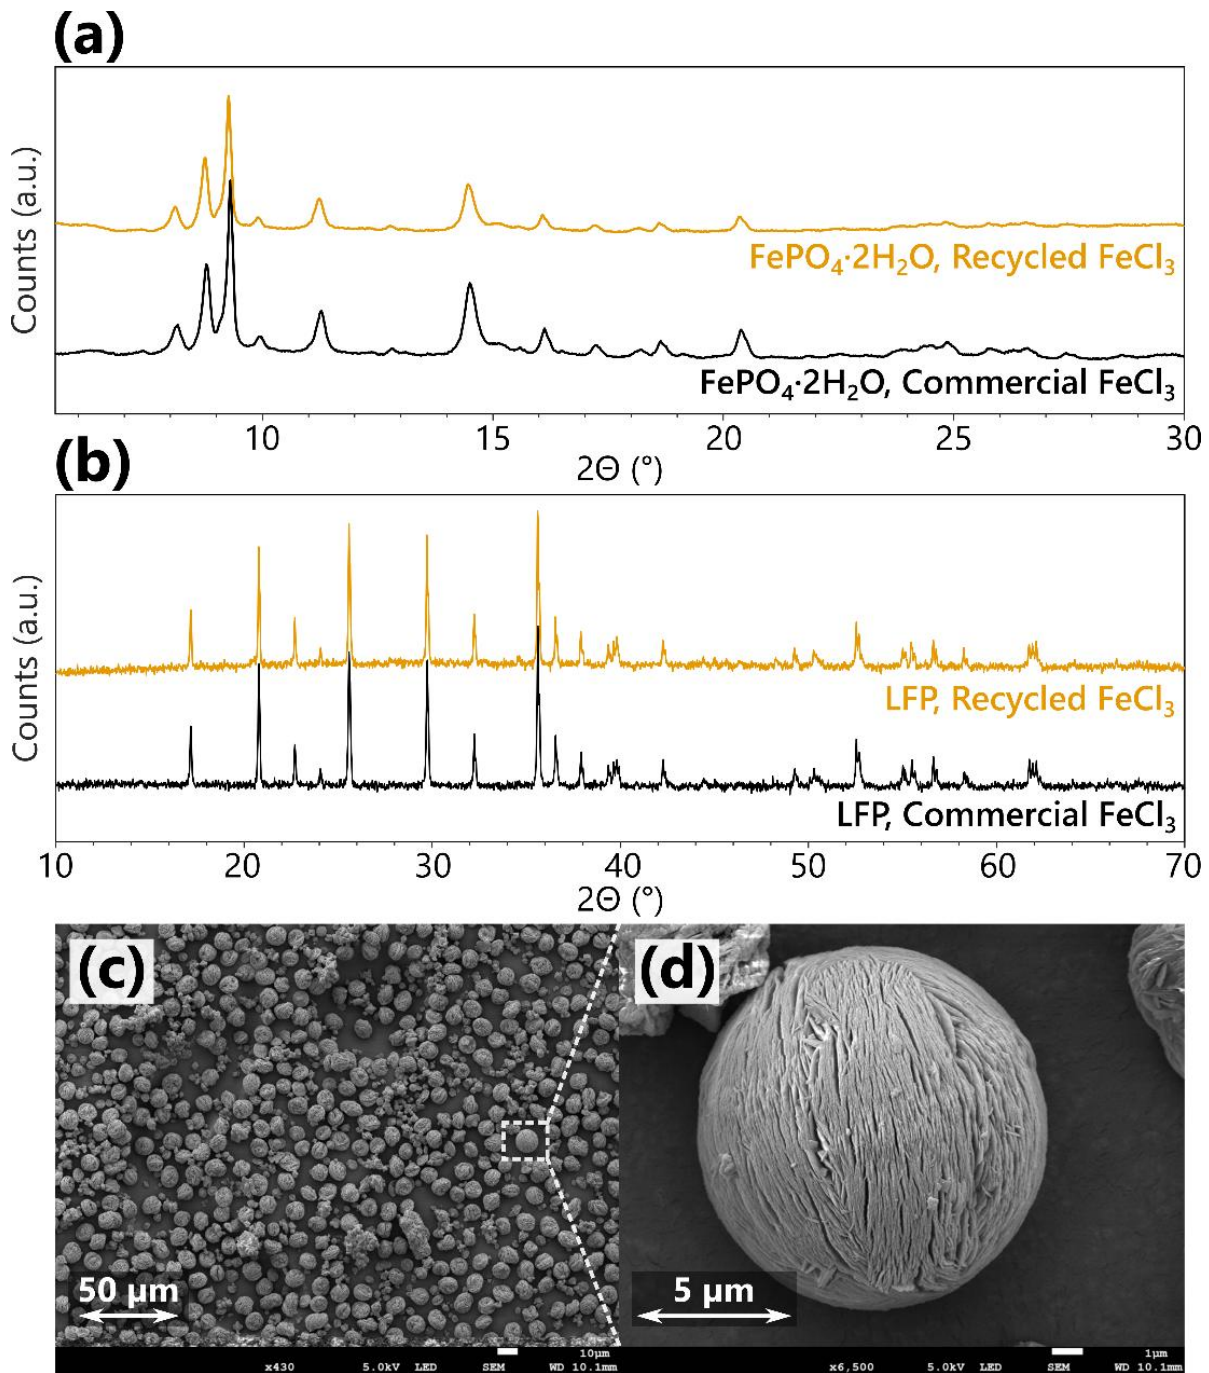 (a)
Counts (a.u.)
FePO₄·2H₂O, Recycled FeCl₃
FePO₄·2H₂O, Commercial FeCl₃
10 15 20 25 30
2Θ (°)
(b)
Counts (a.u.)
LFP, Recycled FeCl₃
LFP, Commercial FeCl₃
10 20 30 40 50 60 70
2Θ (°)
(c) (d)
50 μm 5 μm
10μm 1μm
x430 5.0kV LED SEM WD 10.1mm x6,500 5.0kV LED SEM WD 10.1mm